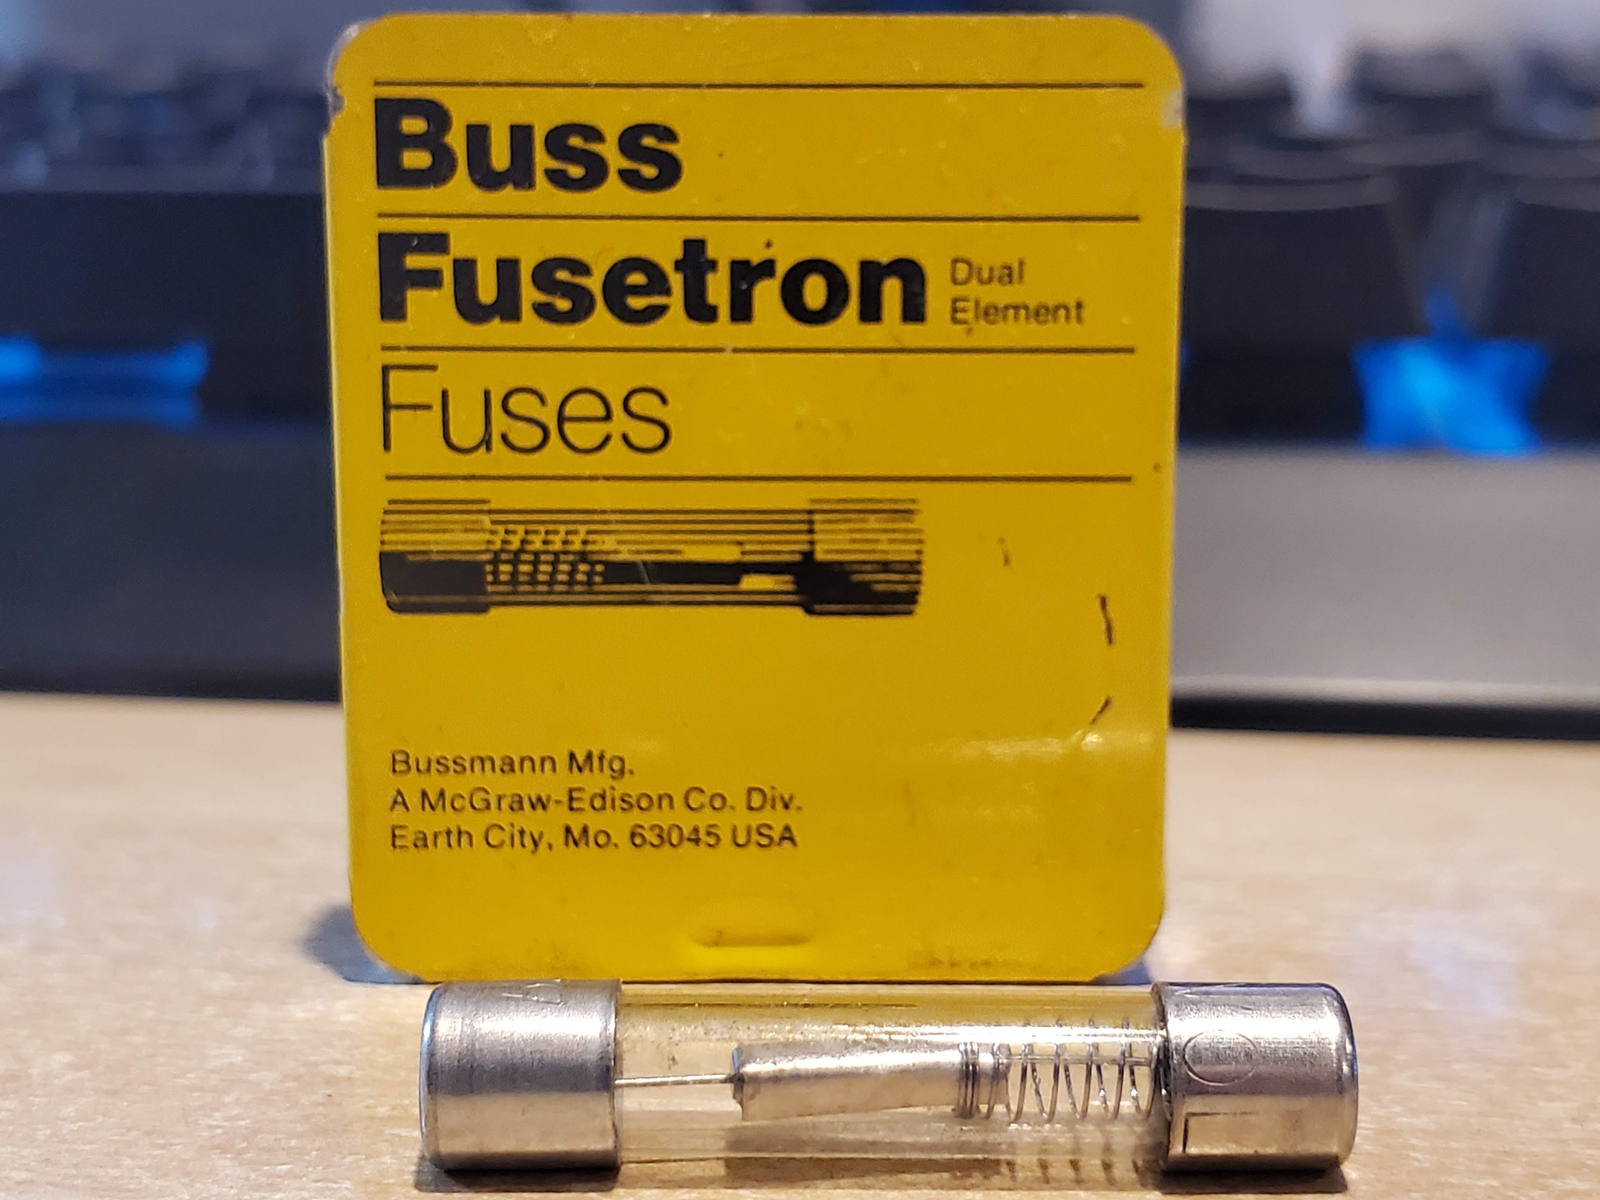 Buss
Fusetron
Dual
Element
Fuses
Bussmann Mfg.
A McGraw-Edison Co. Div.
Earth City, Mo. 63045 USA